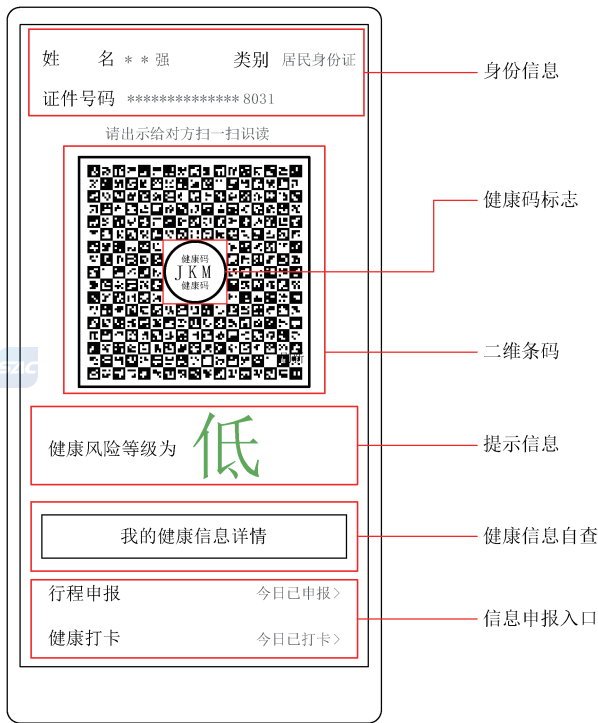 姓 名 * * 强 类别 居民身份证
身份信息
证件号码 **************8031
请出示给对方扫一扫识读
健康码标志
健康码
JKM
健康码
二维条码
健康风险等级为 低
提示信息
我的健康信息详情
健康信息自查
行程申报 今日已申报>
信息申报入口
健康打卡 今日已打卡>
SZIC